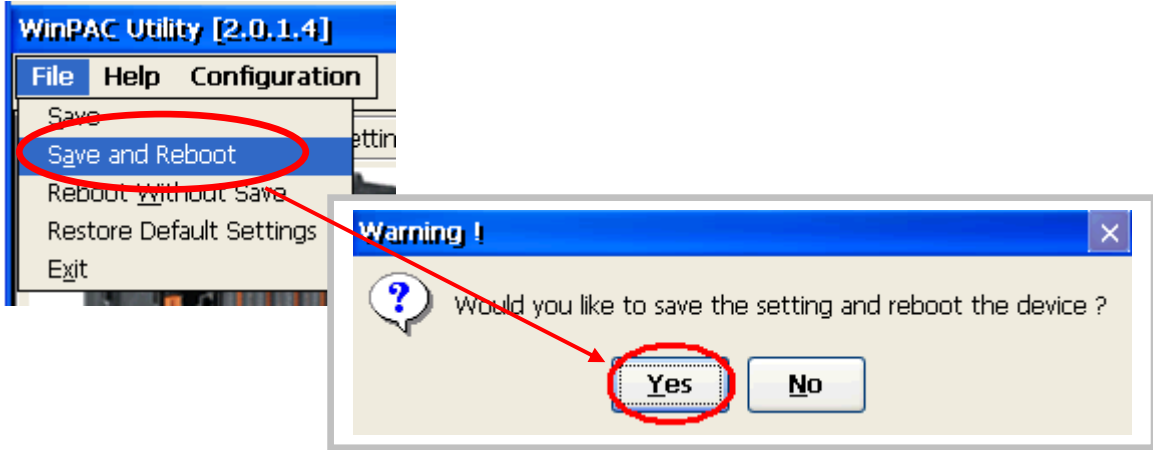 WinPAC Utility [2.0.1.4]
File Help Configuration
Save
Save and Reboot
Reboot Without Save
Restore Default Settings
Exit
Warning !
Would you like to save the setting and reboot the device ?
Yes No